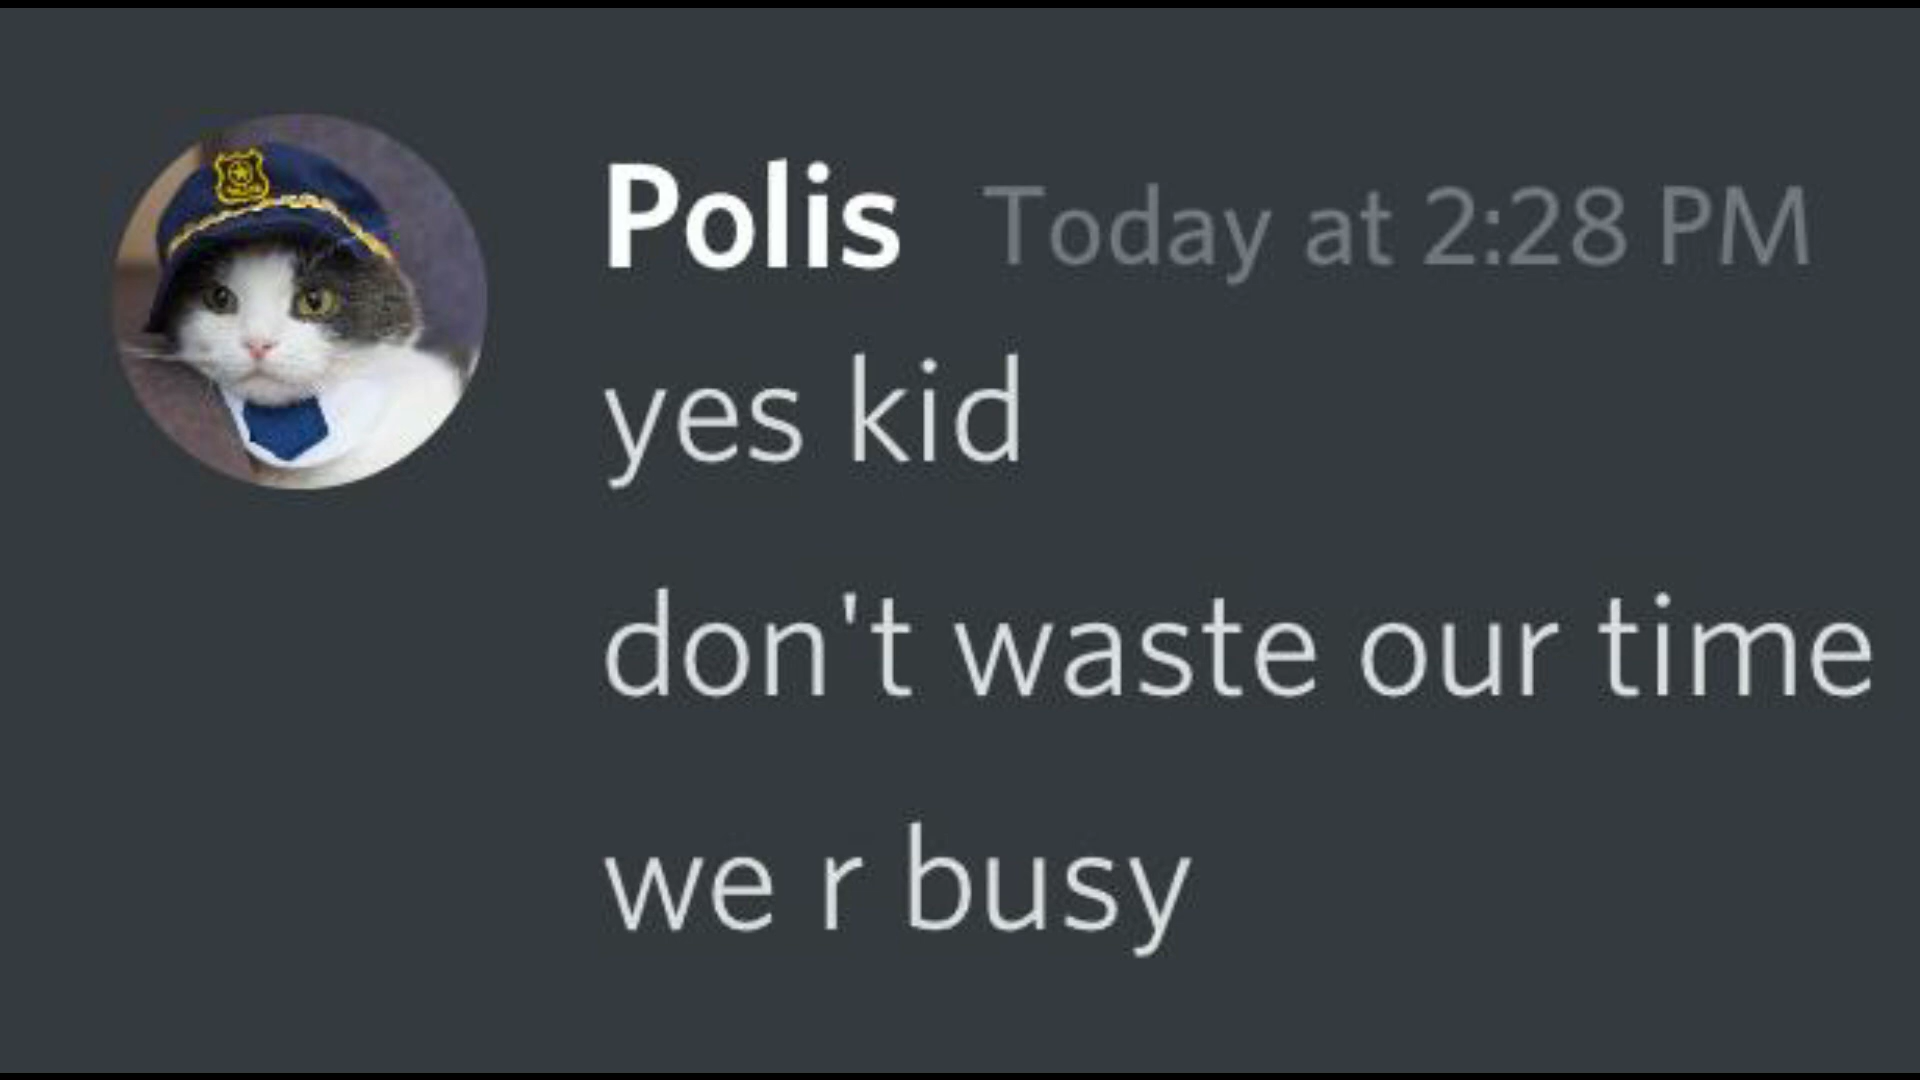 Polis Today at 2:28 PM
yes kid
don't waste our time
we r busy